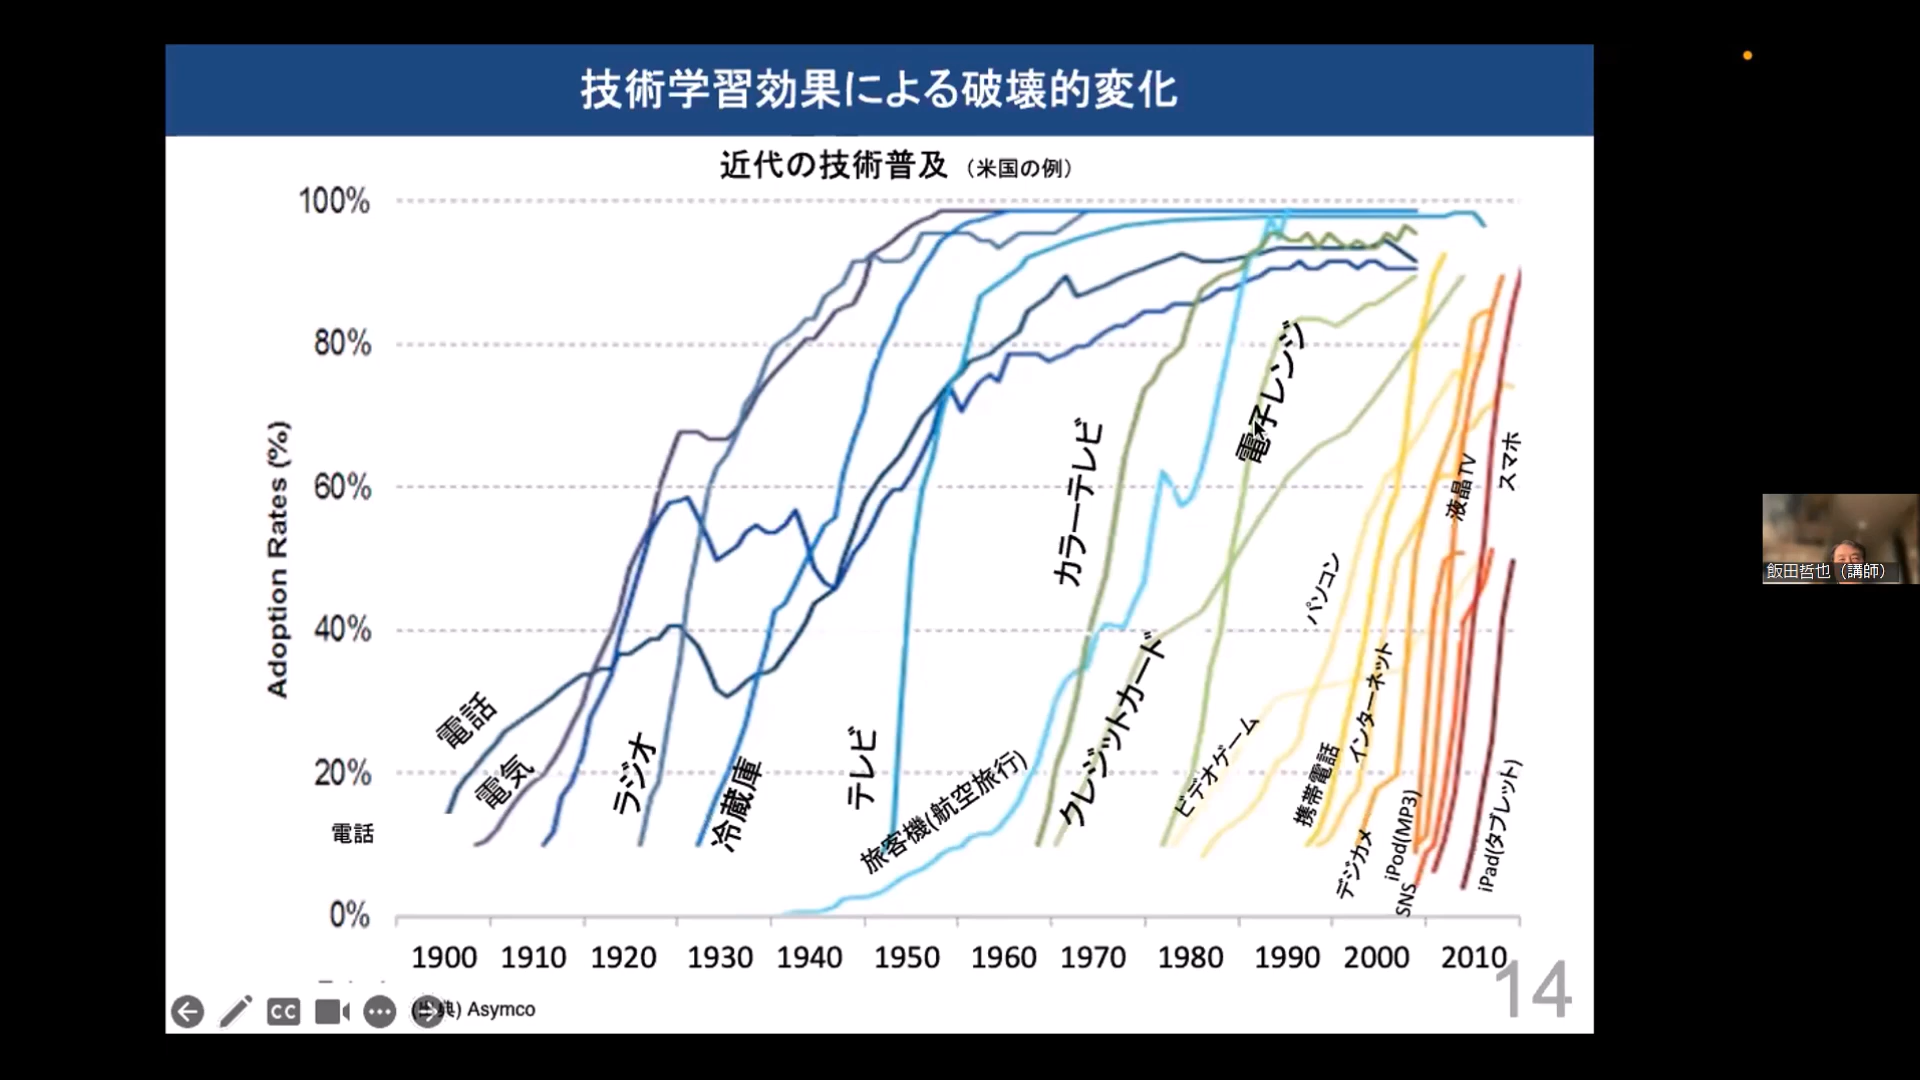 技術学習効果による破壊的変化
近代の技術普及（米国の例）
100%
80%
60%
40%
20%
0%
Adoption Rates (%)
電話
電気
ラジオ
冷蔵庫
テレビ
旅客機(航空旅行)
カラーテレビ
クレジットカード
電子レンジ
ビデオゲーム
パソコン
携帯電話
インターネット
デジカメ
iPod(MP3)
SNS
液晶TV
スマホ
iPad(タブレット)
電話
1900 1910 1920 1930 1940 1950 1960 1970 1980 1990 2000 2010
14
CC
(出典) Asymco
飯田哲也（講師）